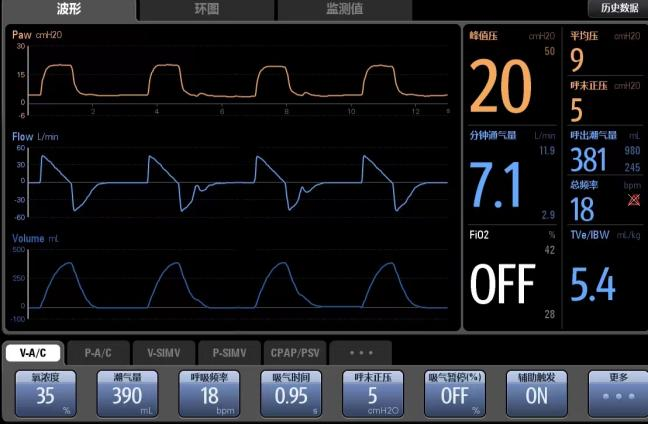 波形 环图 监测值 历史数据
Paw cmH2O
30
15
0
-6
2 4 6 8 10 12 s
Flow L/min
60
30
0
-30
-60
Volume mL
500
250
0
-100
峰值压 cmH2O
50
20
平均压 cmH2O
9
呼末正压 cmH2O
5
分钟通气量 L/min
11.9
7.1
2.9
呼出潮气量 mL
381 980
245
总频率 bpm
18
FiO2 %
42
OFF
28
TVe/IBW mL/kg
5.4
V-A/C P-A/C V-SIMV P-SIMV CPAP/PSV •••
氧浓度 潮气量 呼吸频率 吸气时间 呼末正压 吸气暂停(%) 辅助触发 更多
35 390 18 0.95 5 OFF ON •••
% mL bpm s cmH2O %